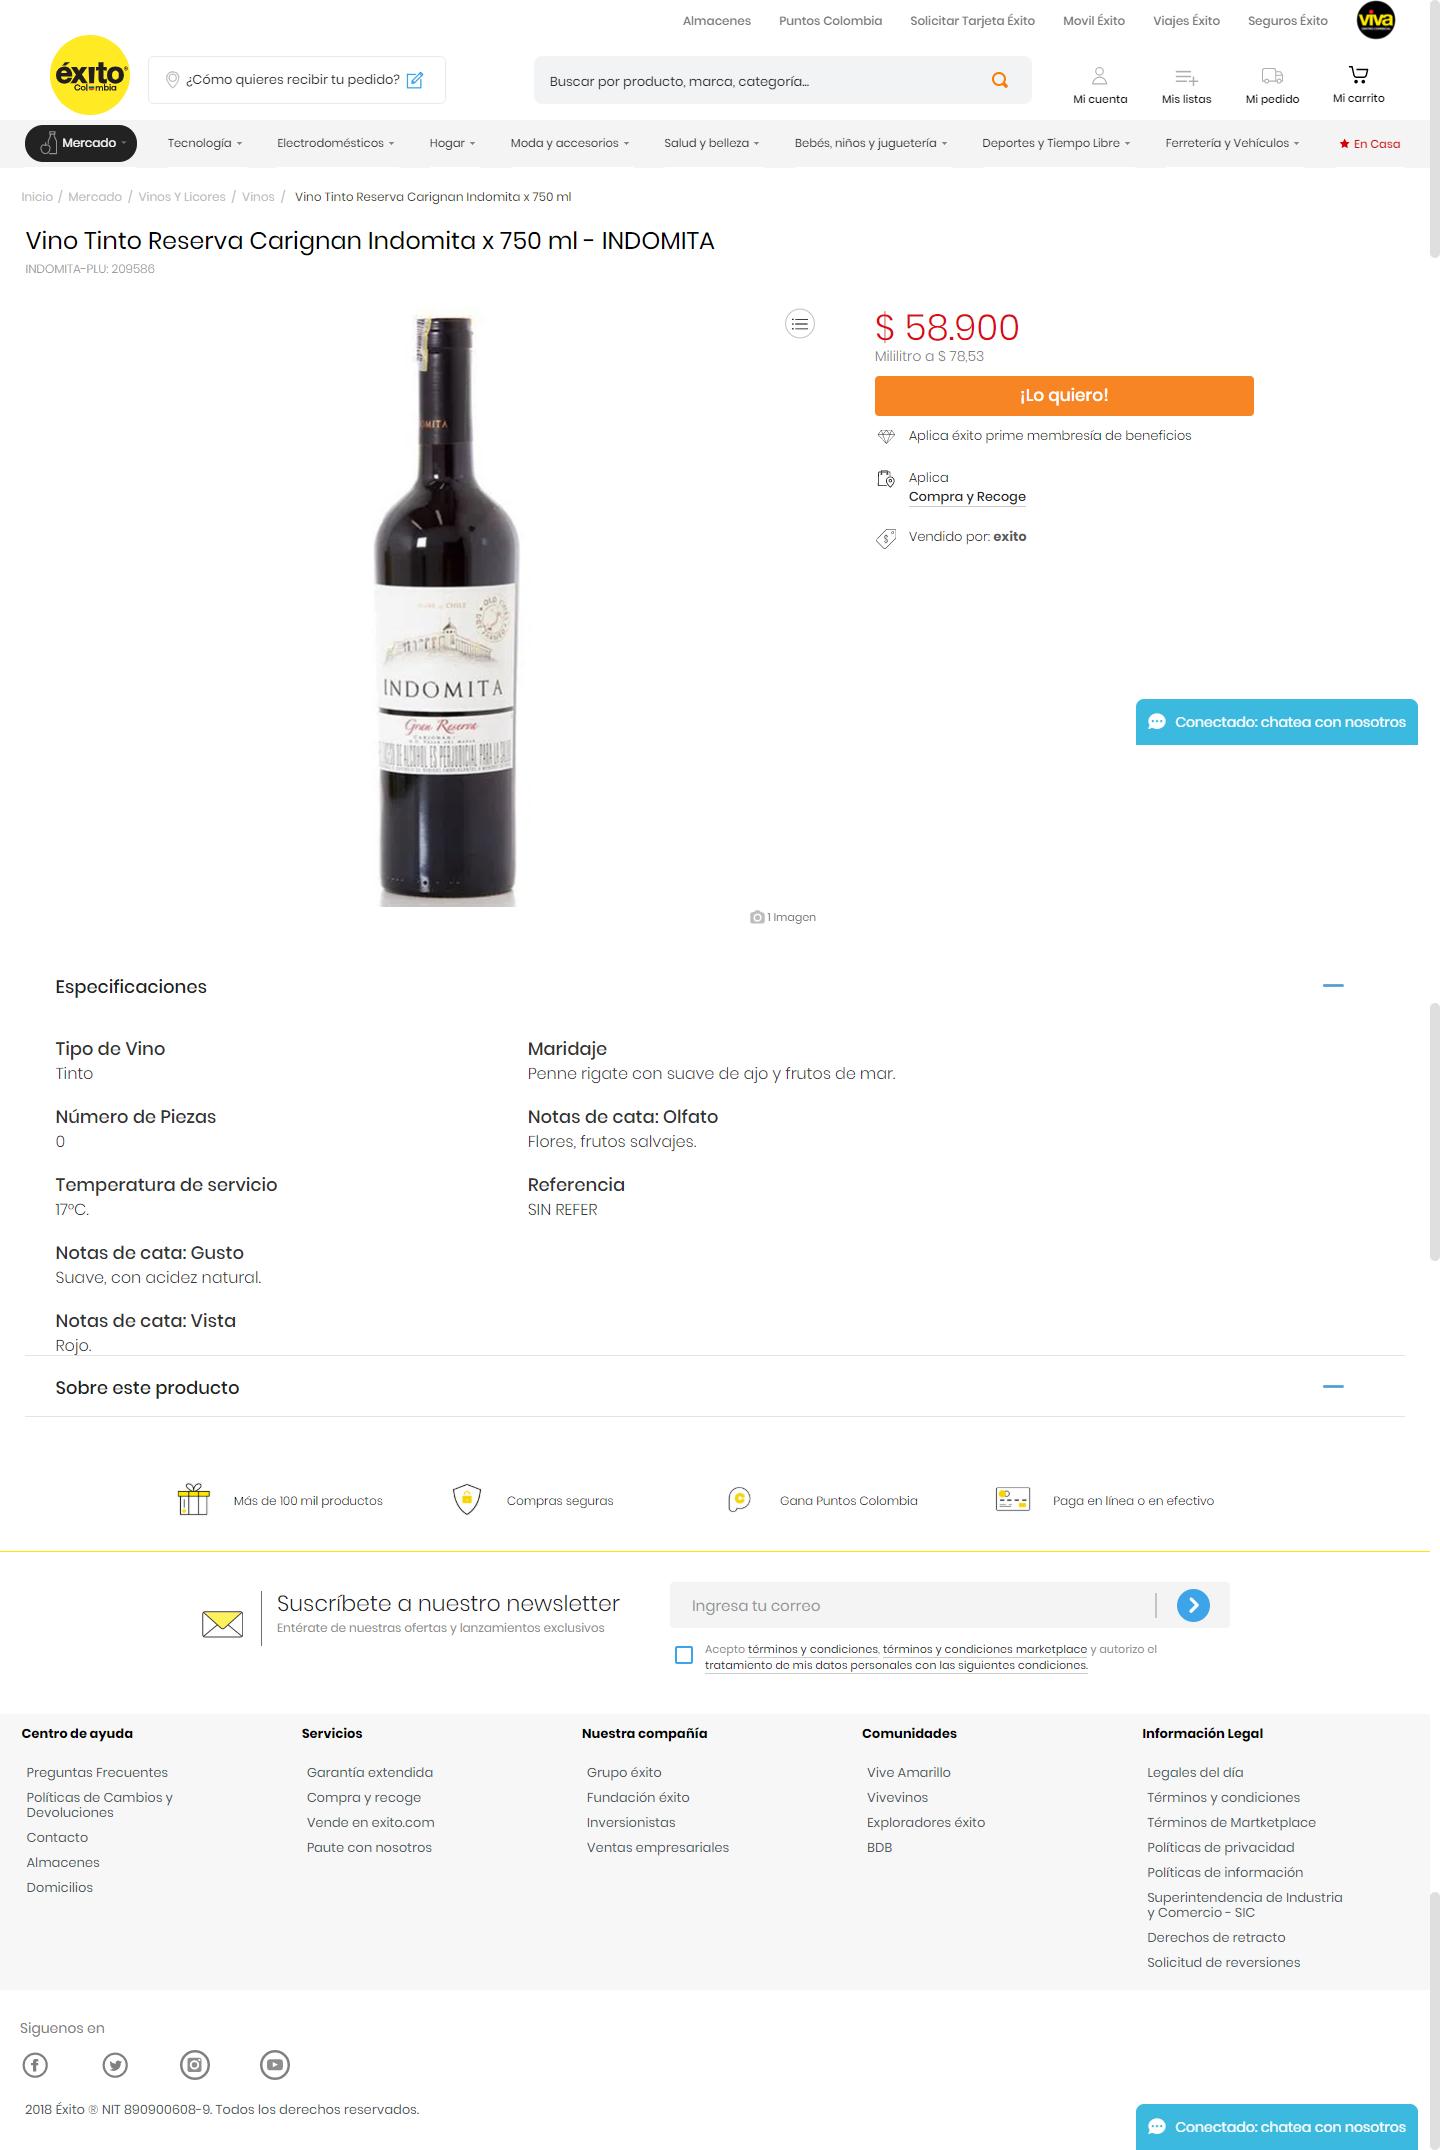 Almacenes Puntos Colombia Solicitar Tarjeta Éxito Movil Éxito Viajes Éxito Seguros Éxito viva
éxito
Colombia
¿Cómo quieres recibir tu pedido?
Buscar por producto, marca, categoría...
Mi cuenta Mis listas Mi pedido Mi carrito
Mercado Tecnología Electrodomésticos Hogar Moda y accesorios Salud y belleza Bebés, niños y juguetería Deportes y Tiempo Libre Ferretería y Vehículos En Casa
Inicio / Mercado / Vinos Y Licores / Vinos / Vino Tinto Reserva Carignan Indomita x 750 ml
Vino Tinto Reserva Carignan Indomita x 750 ml - INDOMITA
INDOMITA-PLU: 209586
OMITA
INDOMITA
Gran Reserva
CARIGNAN
DE ALCOHOL ES PERJUDICIAL PARA LA
1 Imagen
$ 58.900
Mililitro a $ 78,53
¡Lo quiero!
Aplica éxito prime membresía de beneficios
Aplica
Compra y Recoge
Vendido por: exito
Conectado: chatea con nosotros
Especificaciones
Tipo de Vino
Tinto
Número de Piezas
0
Temperatura de servicio
17°C.
Notas de cata: Gusto
Suave, con acidez natural.
Notas de cata: Vista
Rojo.
Maridaje
Penne rigate con suave de ajo y frutos de mar.
Notas de cata: Olfato
Flores, frutos salvajes.
Referencia
SIN REFER
Sobre este producto
Más de 100 mil productos Compras seguras Gana Puntos Colombia Paga en línea o en efectivo
Suscríbete a nuestro newsletter
Entérate de nuestras ofertas y lanzamientos exclusivos
Ingresa tu correo
Acepto términos y condiciones, términos y condiciones marketplace y autorizo el
tratamiento de mis datos personales con las siguientes condiciones.
Centro de ayuda
Preguntas Frecuentes
Políticas de Cambios y
Devoluciones
Contacto
Almacenes
Domicilios
Servicios
Garantía extendida
Compra y recoge
Vende en exito.com
Paute con nosotros
Nuestra compañía
Grupo éxito
Fundación éxito
Inversionistas
Ventas empresariales
Comunidades
Vive Amarillo
Vivevinos
Exploradores éxito
BDB
Información Legal
Legales del día
Términos y condiciones
Términos de Martketplace
Políticas de privacidad
Políticas de información
Superintendencia de Industria
y Comercio - SIC
Derechos de retracto
Solicitud de reversiones
Siguenos en
2018 Éxito ® NIT 890900608-9. Todos los derechos reservados.
Conectado: chatea con nosotros